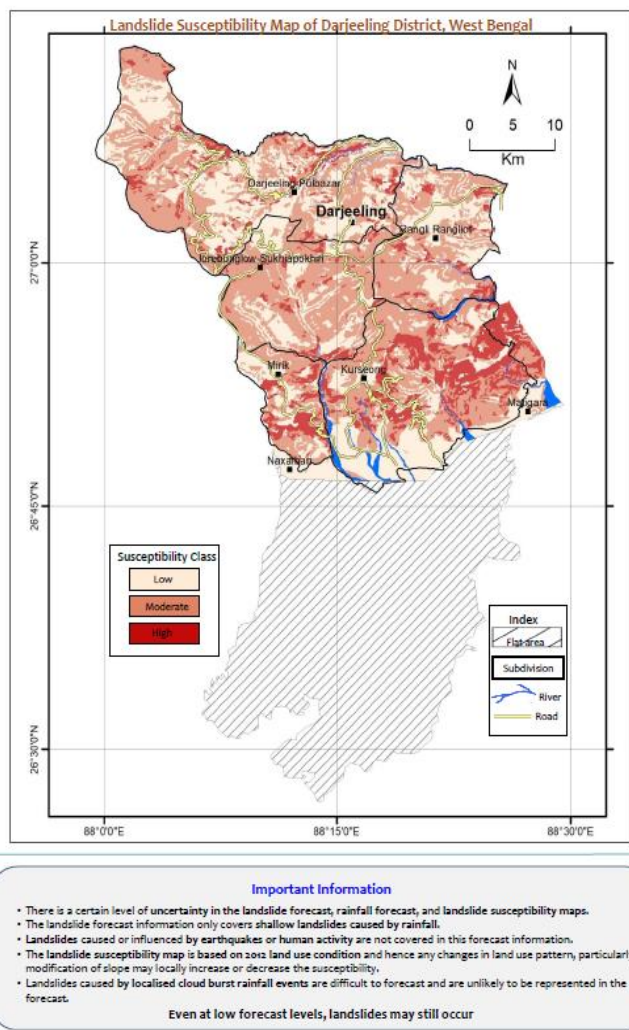 Landslide Susceptibility Map of Darjeeling District, West Bengal
N
0 5 10
Km
Darjeeling-Pulbazar
Darjeeling
Rangli Rangliot
27°0'0"N
Jorebunglow-Sukhiapokhri
Mirik
Kurseong
Matigara
Naxalbari
26°45'0"N
Susceptibility Class
Low
Moderate
High
Index
Flat-area
Subdivision
River
Road
26°30'0"N
88°0'0"E 88°15'0"E 88°30'0"E
Important Information
• There is a certain level of uncertainty in the landslide forecast, rainfall forecast, and landslide susceptibility maps.
• The landslide forecast information only covers shallow landslides caused by rainfall.
• Landslides caused or influenced by earthquakes or human activity are not covered in this forecast information.
• The landslide susceptibility map is based on 2012 land use condition and hence any changes in land use pattern, particularly
modification of slope may locally increase or decrease the susceptibility.
• Landslides caused by localised cloud burst rainfall events are difficult to forecast and are unlikely to be represented in the
forecast.
Even at low forecast levels, landslides may still occur